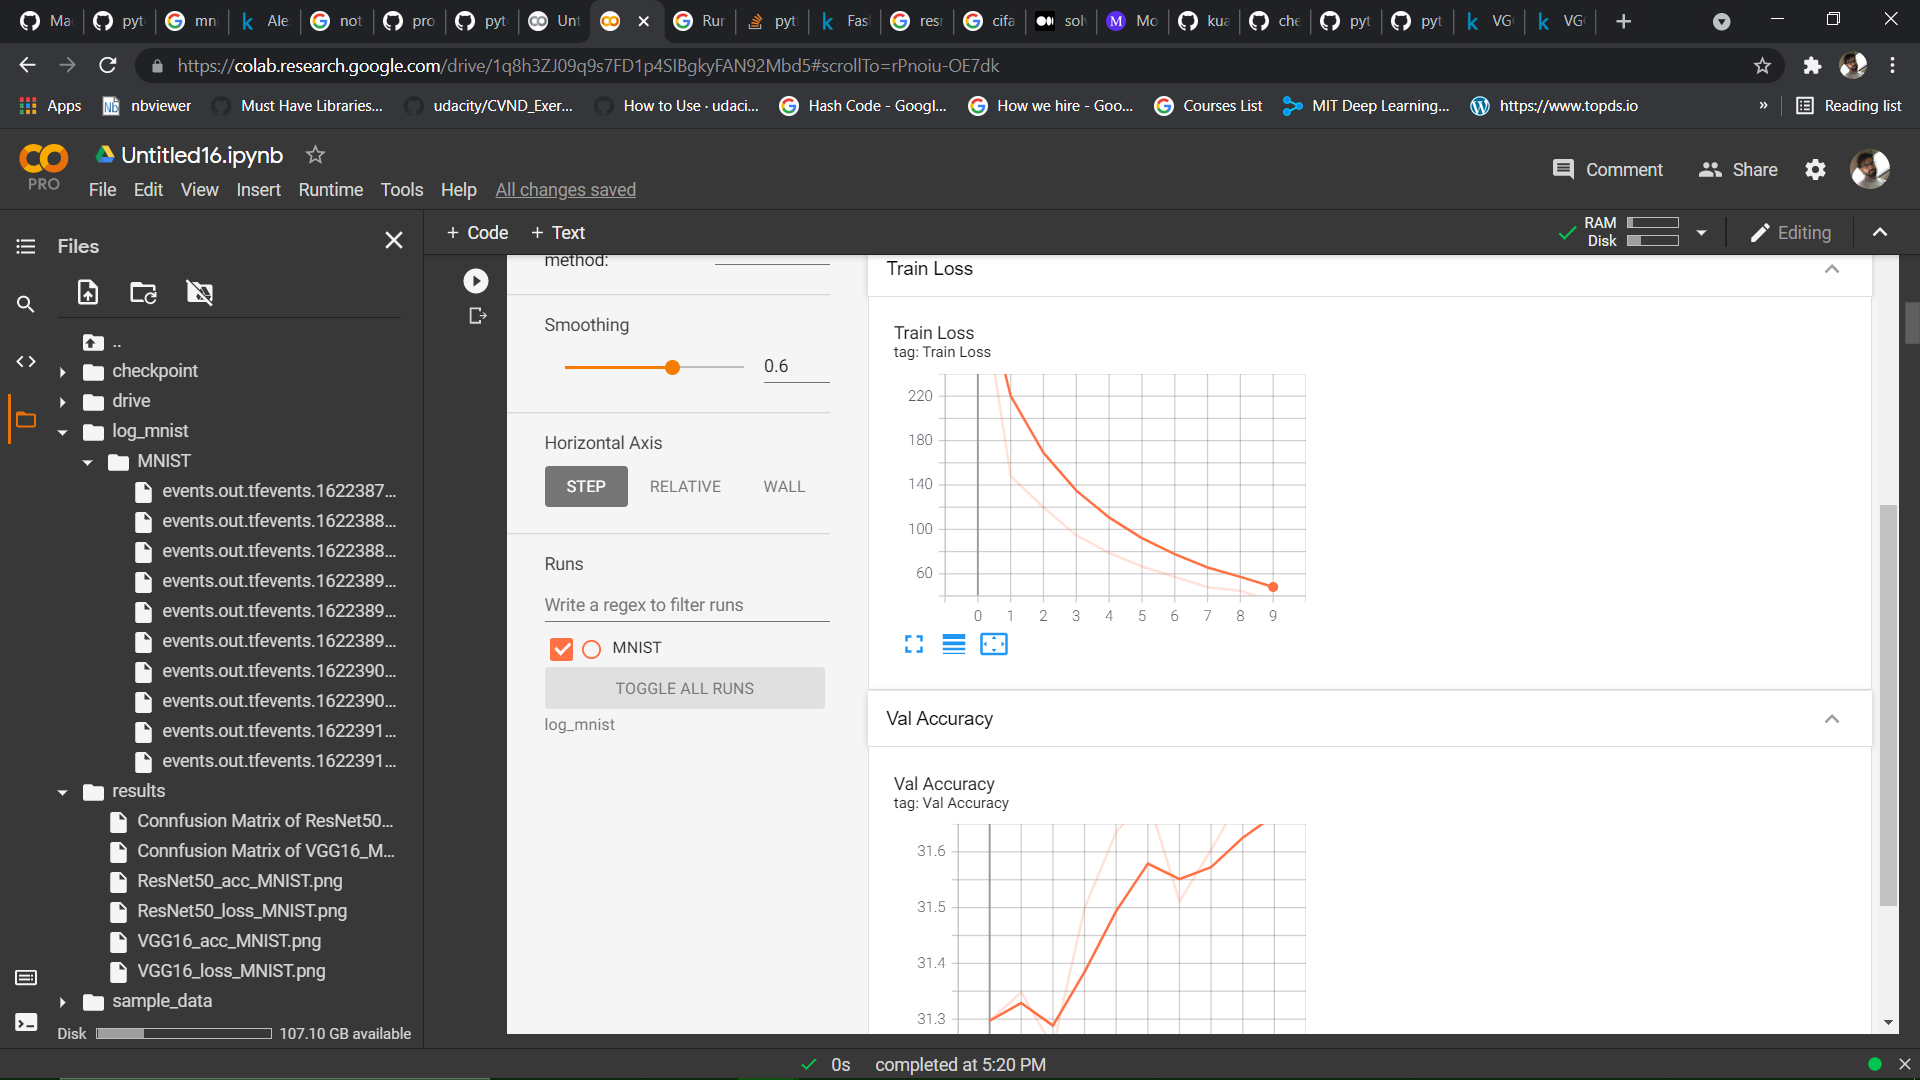 Ma
pyt
mni
Ale
not
pro
pyt
Unt
Run
pyt
Fas
resn
cifa
solv
Mo
kua
che
pyt
pyt
VG
VG
https://colab.research.google.com/drive/1q8h3ZJ09q9s7FD1p4SIBgkyFAN92Mbd5#scrollTo=rPnoiu-OE7dk
Apps
nbviewer
Must Have Libraries...
udacity/CVND_Exer...
How to Use · udaci...
Hash Code - Googl...
How we hire - Goo...
Courses List
MIT Deep Learning...
https://www.topds.io
»
Reading list
PRO
Untitled16.ipynb
File Edit View Insert Runtime Tools Help All changes saved
Comment
Share
Files
+ Code + Text
RAM
Disk
Editing
..
checkpoint
drive
log_mnist
MNIST
events.out.tfevents.1622387...
events.out.tfevents.1622388...
events.out.tfevents.1622388...
events.out.tfevents.1622389...
events.out.tfevents.1622389...
events.out.tfevents.1622389...
events.out.tfevents.1622390...
events.out.tfevents.1622390...
events.out.tfevents.1622391...
events.out.tfevents.1622391...
results
Connfusion Matrix of ResNet50...
Connfusion Matrix of VGG16_M...
ResNet50_acc_MNIST.png
ResNet50_loss_MNIST.png
VGG16_acc_MNIST.png
VGG16_loss_MNIST.png
sample_data
Disk 107.10 GB available
method:
Smoothing
0.6
Horizontal Axis
STEP RELATIVE WALL
Runs
Write a regex to filter runs
MNIST
TOGGLE ALL RUNS
log_mnist
Train Loss
Train Loss
tag: Train Loss
220
180
140
100
60
0 1 2 3 4 5 6 7 8 9
Val Accuracy
Val Accuracy
tag: Val Accuracy
31.6
31.5
31.4
31.3
0s completed at 5:20 PM